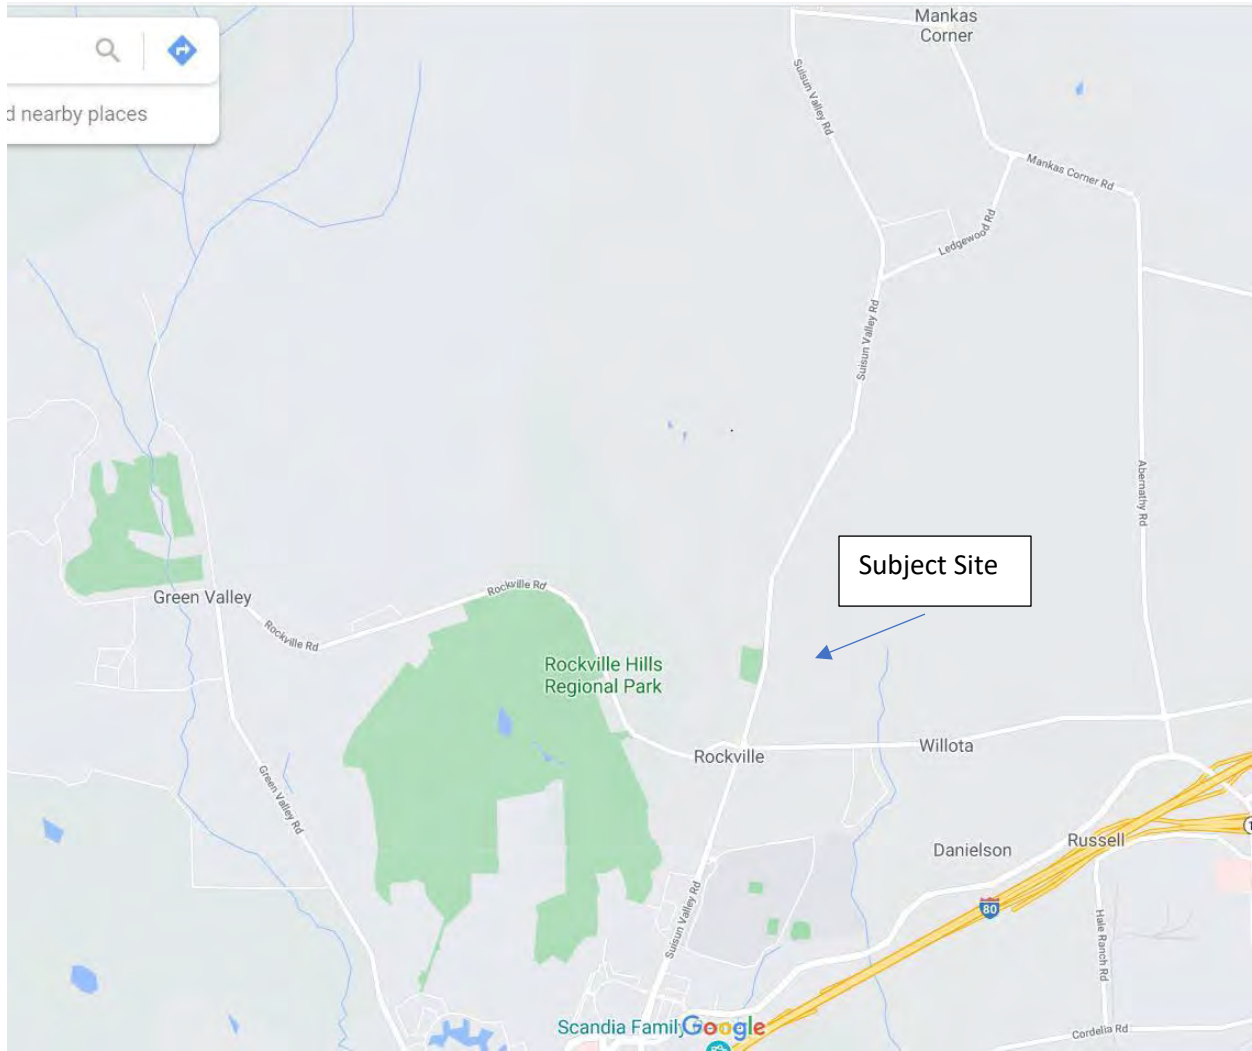 d nearby places
Mankas
Corner
Suisun Valley Rd
Mankas Corner Rd
Ledgewood Rd
Suisun Valley Rd
Abernathy Rd
Subject Site
Green Valley
Rockville Rd
Rockville Rd
Rockville Hills
Regional Park
Rockville
Willota
Green Valley Rd
Danielson
Russell
80
Suisun Valley Rd
Hale Ranch Rd
Scandia Family
Google
Cordelia Rd